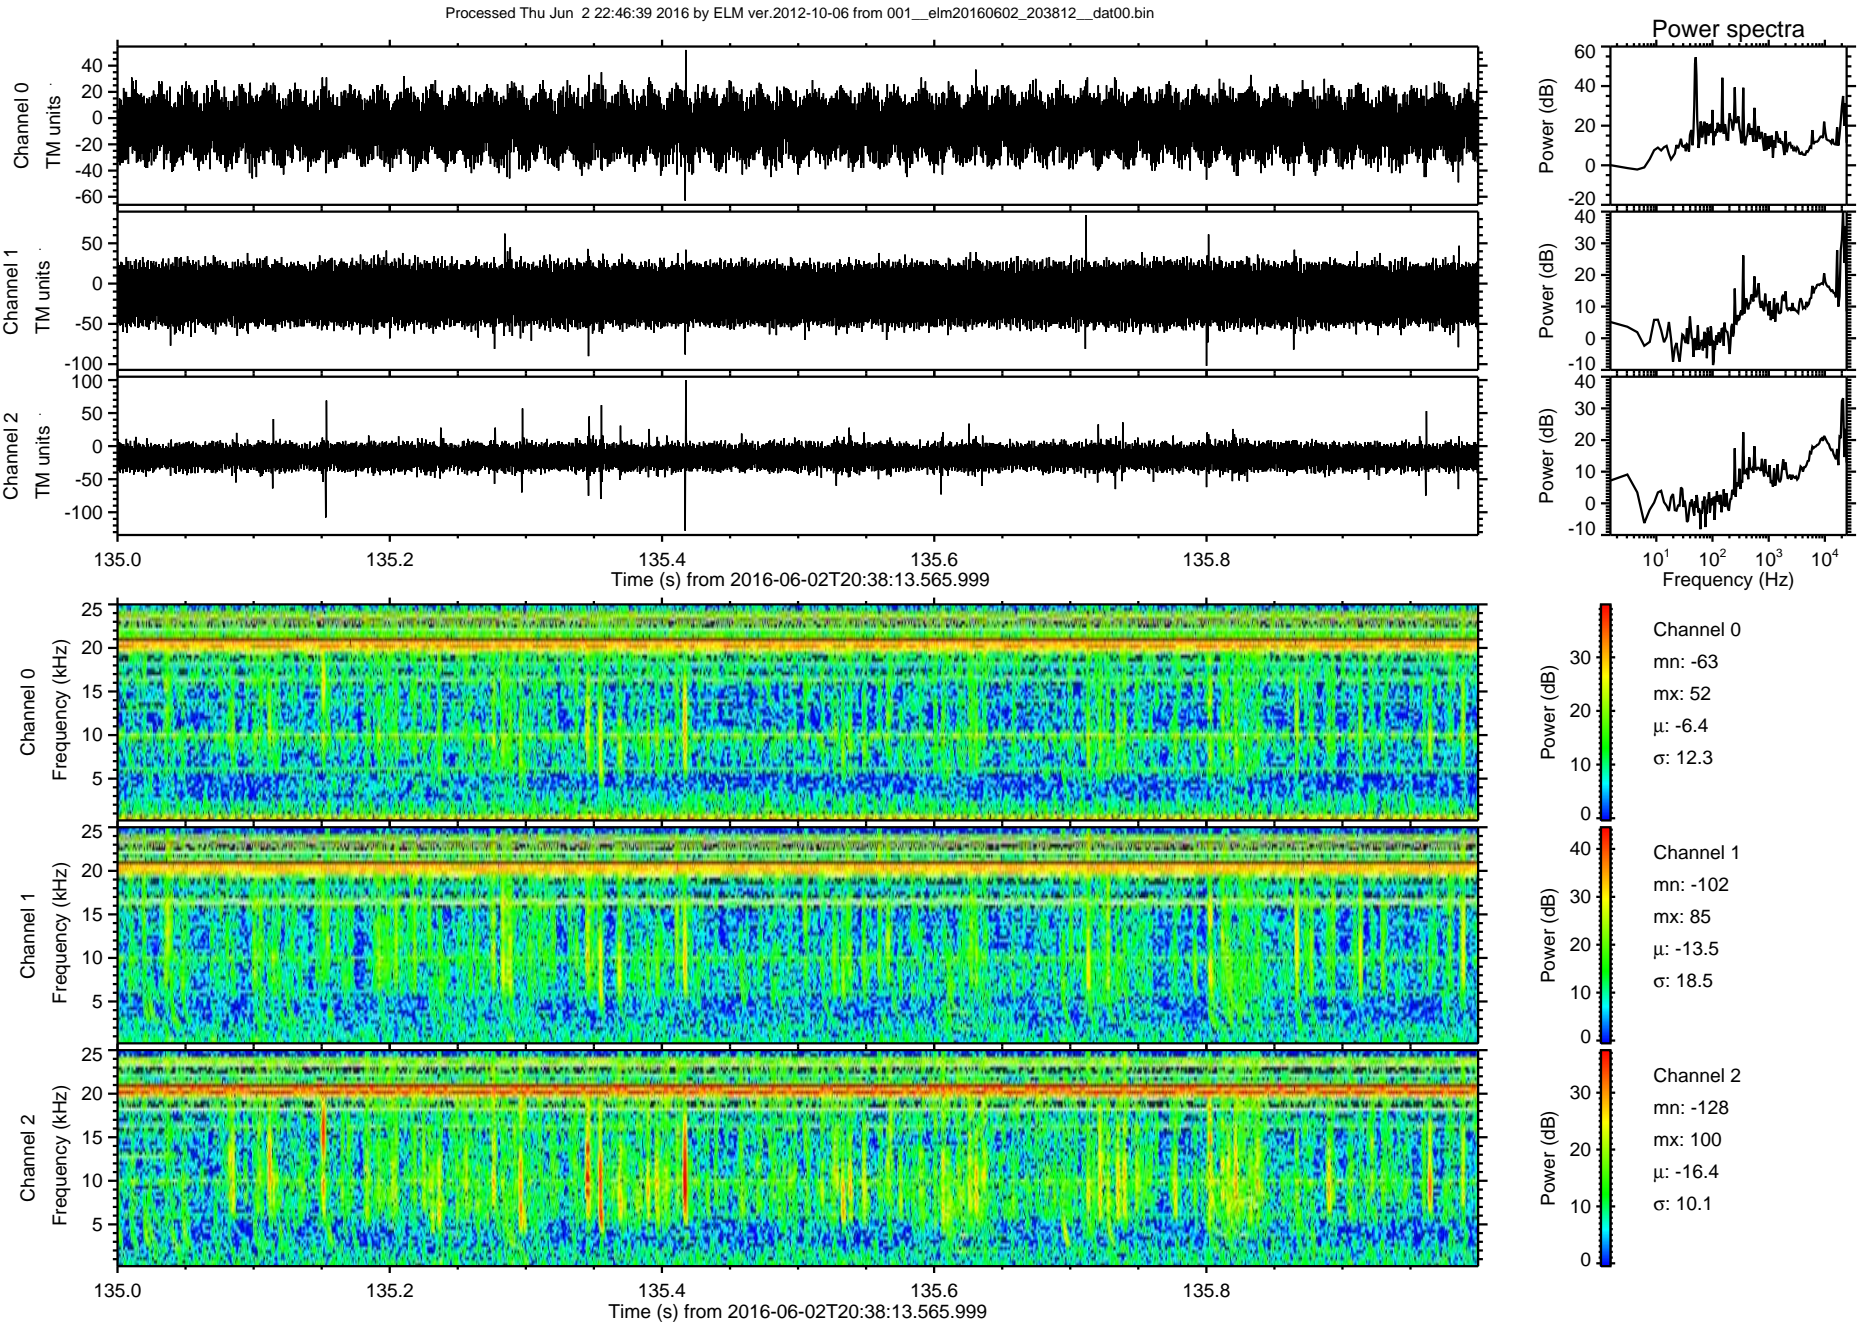 Processed Thu Jun  2 22:46:39 2016 by ELM ver.2012-10-06 from 001__elm20160602_203812__dat00.bin
Power spectra
Channel 0
TM units
40
20
0
-20
-40
-60
Power (dB)
60
40
20
0
-20
Channel 1
TM units
50
0
-50
-100
Power (dB)
40
30
20
10
0
-10
Channel 2
TM units
100
50
0
-50
-100
Power (dB)
40
30
20
10
0
-10
135.0 135.2 135.4 135.6 135.8
Time (s) from 2016-06-02T20:38:13.565.999
10^1 10^2 10^3 10^4
Frequency (Hz)
Channel 0
Frequency (kHz)
25
20
15
10
5
Power (dB)
30
20
10
0
Channel 0
mn: -63
mx: 52
μ: -6.4
σ: 12.3
Channel 1
Frequency (kHz)
25
20
15
10
5
Power (dB)
40
30
20
10
0
Channel 1
mn: -102
mx: 85
μ: -13.5
σ: 18.5
Channel 2
Frequency (kHz)
25
20
15
10
5
Power (dB)
30
20
10
0
Channel 2
mn: -128
mx: 100
μ: -16.4
σ: 10.1
135.0 135.2 135.4 135.6 135.8
Time (s) from 2016-06-02T20:38:13.565.999